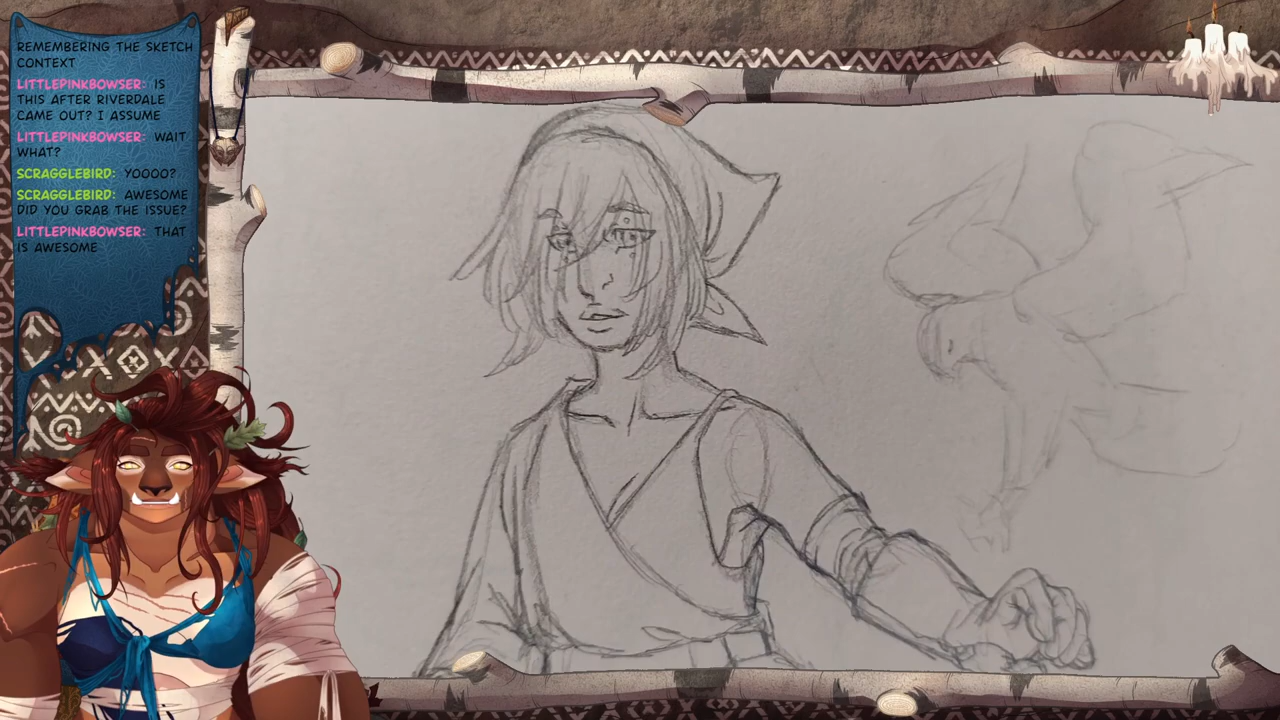 REMEMBERING THE SKETCH
CONTEXT
LITTLEPINKBOWSER: IS
THIS AFTER RIVERDALE
CAME OUT? I ASSUME
LITTLEPINKBOWSER: WAIT
WHAT?
SCRAGGLEBIRD: YOOOO?
SCRAGGLEBIRD: AWESOME
DID YOU GRAB THE ISSUE?
LITTLEPINKBOWSER: THAT
IS AWESOME